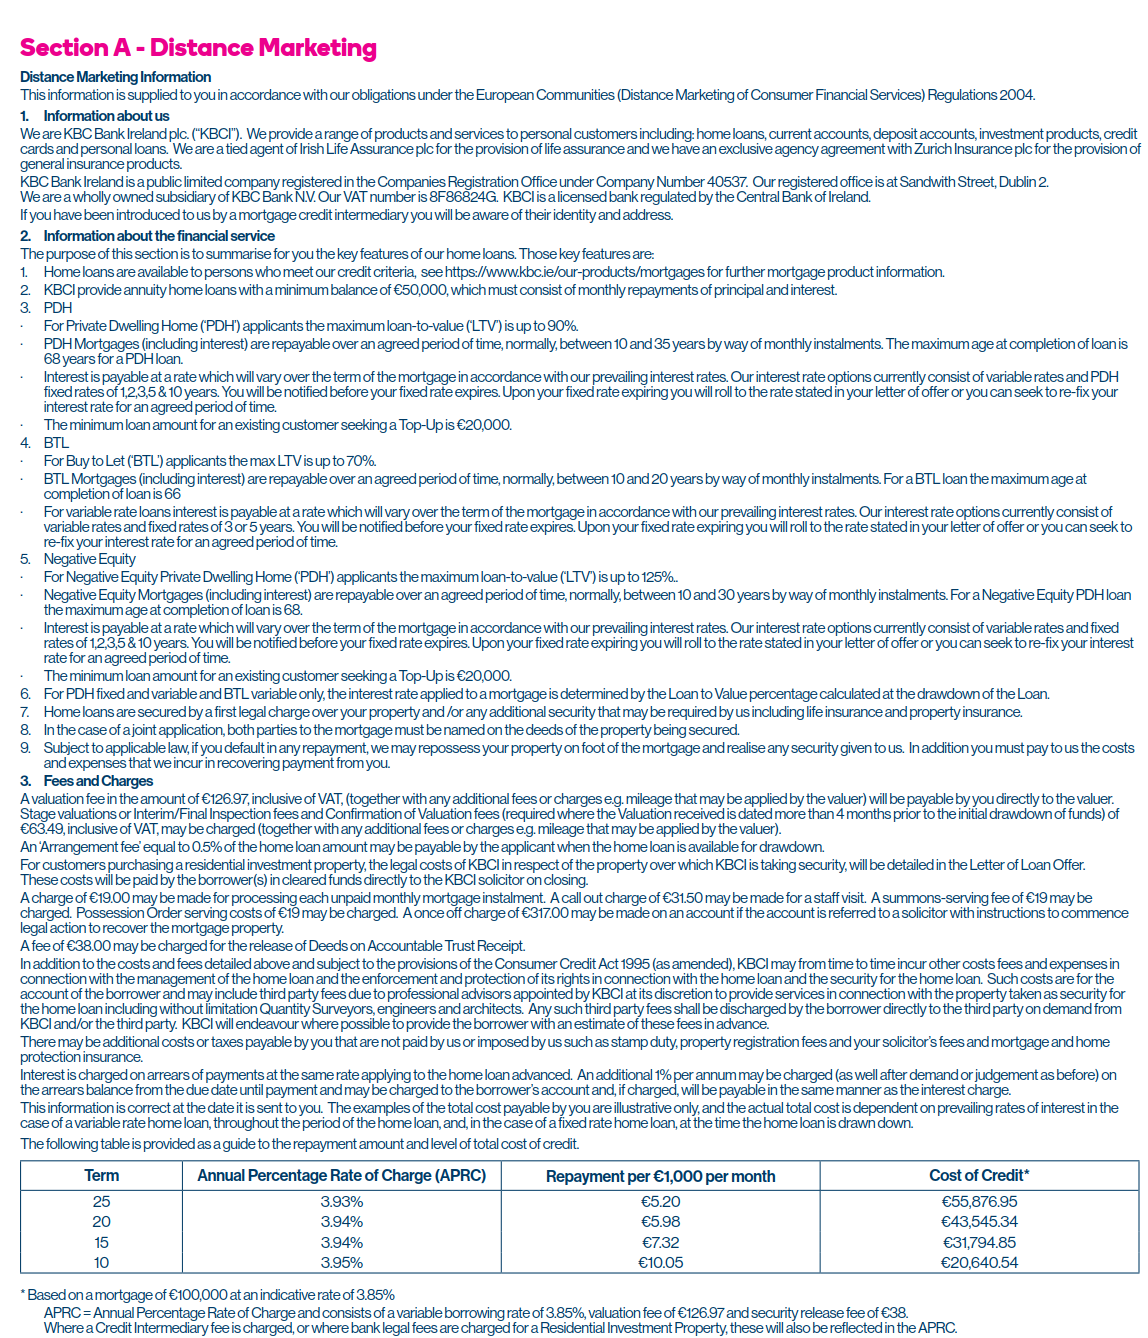 Section A - Distance Marketing
Distance Marketing Information
This information is supplied to you in accordance with our obligations under the European Communities (Distance Marketing of Consumer Financial Services) Regulations 2004.
1. Information about us
We are KBC Bank Ireland plc. ("KBCI"). We provide a range of products and services to personal customers including: home loans, current accounts, deposit accounts, investment products, credit
cards and personal loans. We are a tied agent of Irish Life Assurance plc for the provision of life assurance and we have an exclusive agency agreement with Zurich Insurance plc for the provision of
general insurance products.
KBC Bank Ireland is a public limited company registered in the Companies Registration Office under Company Number 40537. Our registered office is at Sandwith Street, Dublin 2.
We are a wholly owned subsidiary of KBC Bank N.V. Our VAT number is 8F86824G. KBCI is a licensed bank regulated by the Central Bank of Ireland.
If you have been introduced to us by a mortgage credit intermediary you will be aware of their identity and address.
2. Information about the financial service
The purpose of this section is to summarise for you the key features of our home loans. Those key features are:
1. Home loans are available to persons who meet our credit criteria, see https://www.kbc.ie/our-products/mortgages for further mortgage product information.
2. KBCI provide annuity home loans with a minimum balance of €50,000, which must consist of monthly repayments of principal and interest.
3. PDH
· For Private Dwelling Home ('PDH') applicants the maximum loan-to-value ('LTV') is up to 90%.
· PDH Mortgages (including interest) are repayable over an agreed period of time, normally, between 10 and 35 years by way of monthly instalments. The maximum age at completion of loan is
68 years for a PDH loan.
· Interest is payable at a rate which will vary over the term of the mortgage in accordance with our prevailing interest rates. Our interest rate options currently consist of variable rates and PDH
fixed rates of 1,2,3,5 & 10 years. You will be notified before your fixed rate expires. Upon your fixed rate expiring you will roll to the rate stated in your letter of offer or you can seek to re-fix your
interest rate for an agreed period of time.
· The minimum loan amount for an existing customer seeking a Top-Up is €20,000.
4. BTL
· For Buy to Let ('BTL') applicants the max LTV is up to 70%.
· BTL Mortgages (including interest) are repayable over an agreed period of time, normally, between 10 and 20 years by way of monthly instalments. For a BTL loan the maximum age at
completion of loan is 66
· For variable rate loans interest is payable at a rate which will vary over the term of the mortgage in accordance with our prevailing interest rates. Our interest rate options currently consist of
variable rates and fixed rates of 3 or 5 years. You will be notified before your fixed rate expires. Upon your fixed rate expiring you will roll to the rate stated in your letter of offer or you can seek to
re-fix your interest rate for an agreed period of time.
5. Negative Equity
· For Negative Equity Private Dwelling Home ('PDH') applicants the maximum loan-to-value ('LTV') is up to 125%..
· Negative Equity Mortgages (including interest) are repayable over an agreed period of time, normally, between 10 and 30 years by way of monthly instalments. For a Negative Equity PDH loan
the maximum age at completion of loan is 68.
· Interest is payable at a rate which will vary over the term of the mortgage in accordance with our prevailing interest rates. Our interest rate options currently consist of variable rates and fixed
rates of 1,2,3,5 & 10 years. You will be notified before your fixed rate expires. Upon your fixed rate expiring you will roll to the rate stated in your letter of offer or you can seek to re-fix your interest
rate for an agreed period of time.
· The minimum loan amount for an existing customer seeking a Top-Up is €20,000.
6. For PDH fixed and variable and BTL variable only, the interest rate applied to a mortgage is determined by the Loan to Value percentage calculated at the drawdown of the Loan.
7. Home loans are secured by a first legal charge over your property and /or any additional security that may be required by us including life insurance and property insurance.
8. In the case of a joint application, both parties to the mortgage must be named on the deeds of the property being secured.
9. Subject to applicable law, if you default in any repayment, we may repossess your property on foot of the mortgage and realise any security given to us. In addition you must pay to us the costs
and expenses that we incur in recovering payment from you.
3. Fees and Charges
A valuation fee in the amount of €126.97, inclusive of VAT, (together with any additional fees or charges e.g. mileage that may be applied by the valuer) will be payable by you directly to the valuer.
Stage valuations or Interim/Final Inspection fees and Confirmation of Valuation fees (required where the Valuation received is dated more than 4 months prior to the initial drawdown of funds) of
€63.49, inclusive of VAT, may be charged (together with any additional fees or charges e.g. mileage that may be applied by the valuer).
An 'Arrangement fee' equal to 0.5% of the home loan amount may be payable by the applicant when the home loan is available for drawdown.
For customers purchasing a residential investment property, the legal costs of KBCI in respect of the property over which KBCI is taking security, will be detailed in the Letter of Loan Offer.
These costs will be paid by the borrower(s) in cleared funds directly to the KBCI solicitor on closing.
A charge of €19.00 may be made for processing each unpaid monthly mortgage instalment. A call out charge of €31.50 may be made for a staff visit. A summons-serving fee of €19 may be
charged. Possession Order serving costs of €19 may be charged. A once off charge of €317.00 may be made on an account if the account is referred to a solicitor with instructions to commence
legal action to recover the mortgage property.
A fee of €38.00 may be charged for the release of Deeds on Accountable Trust Receipt.
In addition to the costs and fees detailed above and subject to the provisions of the Consumer Credit Act 1995 (as amended), KBCI may from time to time incur other costs fees and expenses in
connection with the management of the home loan and the enforcement and protection of its rights in connection with the home loan and the security for the home loan. Such costs are for the
account of the borrower and may include third party fees due to professional advisors appointed by KBCI at its discretion to provide services in connection with the property taken as security for
the home loan including without limitation Quantity Surveyors, engineers and architects. Any such third party fees shall be discharged by the borrower directly to the third party on demand from
KBCI and/or the third party. KBCI will endeavour where possible to provide the borrower with an estimate of these fees in advance.
There may be additional costs or taxes payable by you that are not paid by us or imposed by us such as stamp duty, property registration fees and your solicitor's fees and mortgage and home
protection insurance.
Interest is charged on arrears of payments at the same rate applying to the home loan advanced. An additional 1% per annum may be charged (as well after demand or judgement as before) on
the arrears balance from the due date until payment and may be charged to the borrower's account and, if charged, will be payable in the same manner as the interest charge.
This information is correct at the date it is sent to you. The examples of the total cost payable by you are illustrative only, and the actual total cost is dependent on prevailing rates of interest in the
case of a variable rate home loan, throughout the period of the home loan, and, in the case of a fixed rate home loan, at the time the home loan is drawn down.
The following table is provided as a guide to the repayment amount and level of total cost of credit.
Term Annual Percentage Rate of Charge (APRC) Repayment per €1,000 per month Cost of Credit*
25 3.93% €5.20 €55,876.95
20 3.94% €5.98 €43,545.34
15 3.94% €7.32 €31,794.85
10 3.95% €10.05 €20,640.54
* Based on a mortgage of €100,000 at an indicative rate of 3.85%
APRC = Annual Percentage Rate of Charge and consists of a variable borrowing rate of 3.85%, valuation fee of €126.97 and security release fee of €38.
Where a Credit Intermediary fee is charged, or where bank legal fees are charged for a Residential Investment Property, these will also be reflected in the APRC.